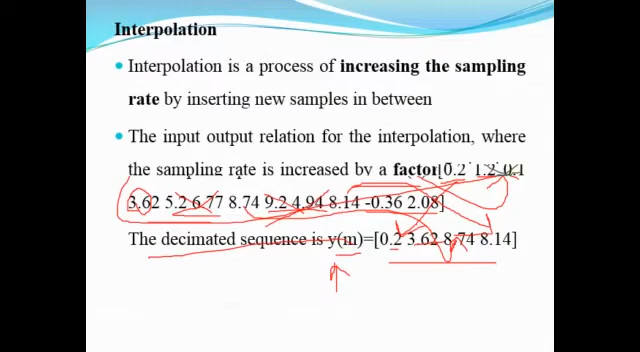 Interpolation
Interpolation is a process of increasing the sampling
rate by inserting new samples in between
The input output relation for the interpolation, where
the sampling rate is increased by a factor[0.2 1.2 0.1
3.62 5.2 6.77 8.74 9.2 4.94 8.14 -0.36 2.08]
The decimated sequence is y(m)=[0.2 3.62 8.74 8.14]